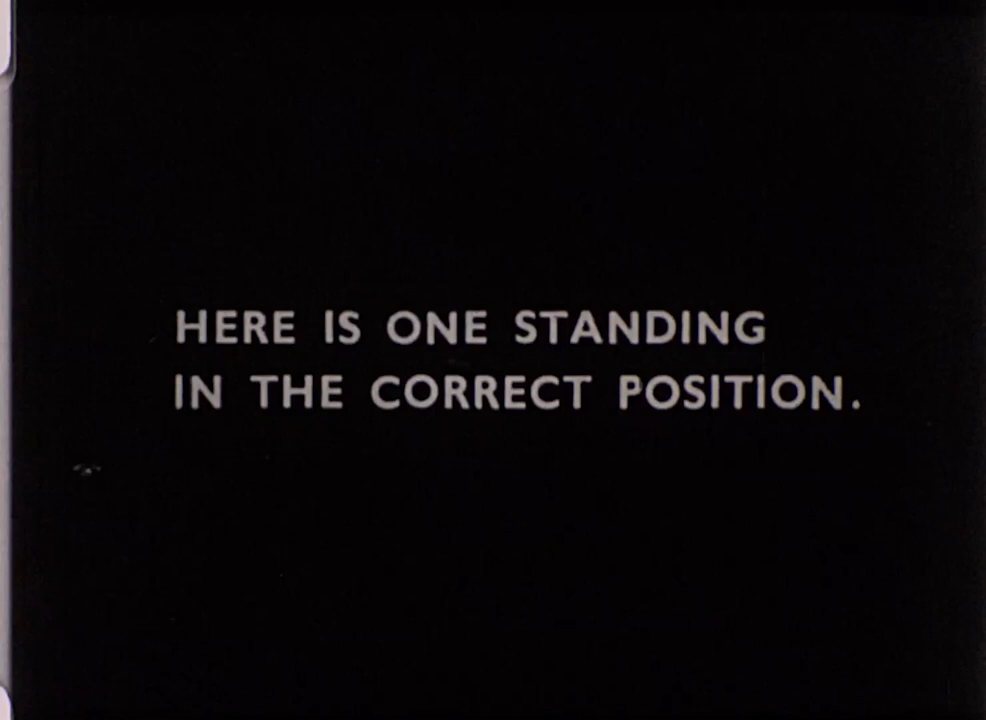 HERE IS ONE STANDING
IN THE CORRECT POSITION.